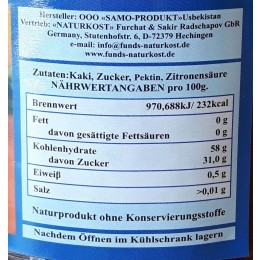 Hersteller: OOO «SAMO-PRODUKT»Usbekistan
Vertrieb: «NATURKOST» Furchat & Sakir Radschapov GbR
Germany, Stutenhofstr. 6, D-72379 Hechingen
e-mail: info@funds-naturkost.de
www.funds-naturkost.de
Zutaten:Kaki, Zucker, Pektin, Zitronensäure
NÄHRWERTANGABEN pro 100g.
Brennwert 970,688kJ/ 232kcal
Fett 0 g
davon gesättigte Fettsäuren 0 g
Kohlenhydrate 58 g
davon Zucker 31,0 g
Eiweiß 0,5 g
Salz >0,01 g
Naturprodukt ohne Konservierungsstoffe
Nachdem Öffnen im Kühlschrank lagern